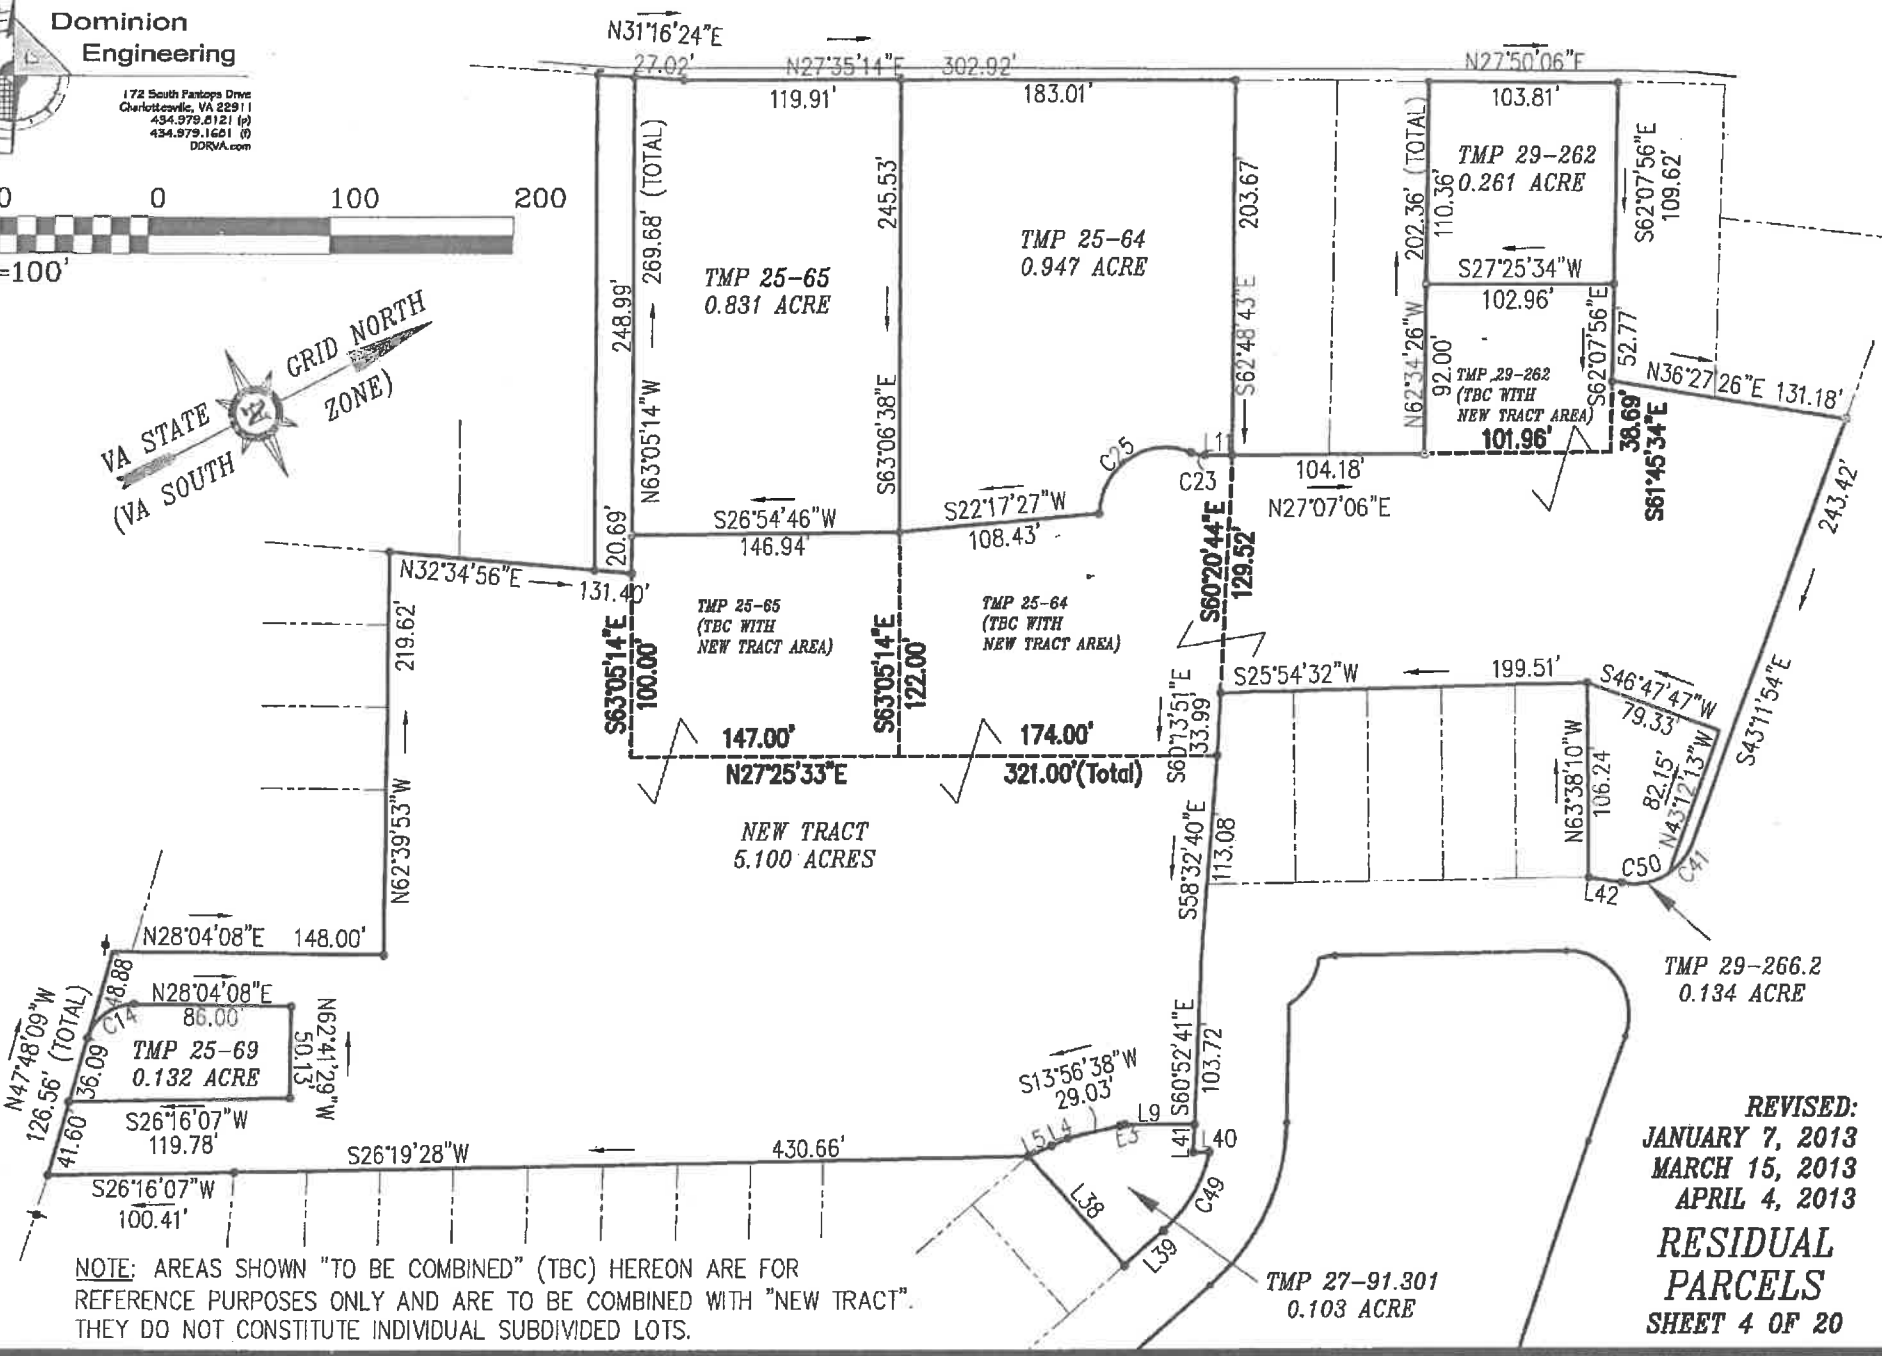 Dominion
Engineering
172 South Pantops Drive
Charlottesville, VA 22911
434.979.8121 (p)
434.979.1681 (f)
DDRVA.com
0 0 100 200
=100'
VA STATE GRID NORTH
(VA SOUTH ZONE)
N31°16'24"E
27.02'
N27°35'14"E 302.92'
119.91'
183.01'
N27°50'06"E
103.81'
269.68' (TOTAL)
248.99'
N63°05'14"W
20.69'
TMP 25-65
0.831 ACRE
245.53'
S63°06'38"E
TMP 25-64
0.947 ACRE
203.67'
S62°48'43"E
202.36' (TOTAL)
110.36'
N62°34'26"W
92.00'
TMP 29-262
0.261 ACRE
S62°07'56"E
109.62'
S27°25'34"W
102.96'
S62°07'56"E
52.77'
TMP 29-262
(TBC WITH
NEW TRACT AREA)
101.96'
38.69'
S61°45'34"E
N36°27'26"E 131.18'
243.42'
S43°11'54"E
C25
L1
C23
104.18'
N27°07'06"E
S26°54'46"W
146.94'
S22°17'27"W
108.43'
N32°34'56"E
131.40'
219.62'
N62°39'53"W
S63°05'14"E
100.00'
TMP 25-65
(TBC WITH
NEW TRACT AREA)
S63°05'14"E
122.00'
TMP 25-64
(TBC WITH
NEW TRACT AREA)
S60°20'44"E
129.52'
147.00'
N27°25'33"E
174.00'
321.00'(Total)
S60°13'51"E
33.99'
S25°54'32"W 199.51'
S46°47'47"W
79.33'
N63°38'10"W
106.24
82.15'
N43°12'13"W
C41
C50
L42
TMP 29-266.2
0.134 ACRE
NEW TRACT
5.100 ACRES
S58°32'40"E
113.08'
N28°04'08"E 148.00'
48.88'
N28°04'08"E
86.00'
C14
N47°48'09"W
126.56' (TOTAL)
36.09'
TMP 25-69
0.132 ACRE
50.13'
N62°41'29"W
S26°16'07"W
119.78'
41.60'
S26°16'07"W
100.41'
S26°19'28"W 430.66'
S13°56'38"W
29.03'
L5
L4
L9
S60°52'41"E
103.72'
L41
L40
C49
L38
L39
TMP 27-91.301
0.103 ACRE
REVISED:
JANUARY 7, 2013
MARCH 15, 2013
APRIL 4, 2013
RESIDUAL
PARCELS
SHEET 4 OF 20
NOTE: AREAS SHOWN "TO BE COMBINED" (TBC) HEREON ARE FOR
REFERENCE PURPOSES ONLY AND ARE TO BE COMBINED WITH "NEW TRACT".
THEY DO NOT CONSTITUTE INDIVIDUAL SUBDIVIDED LOTS.